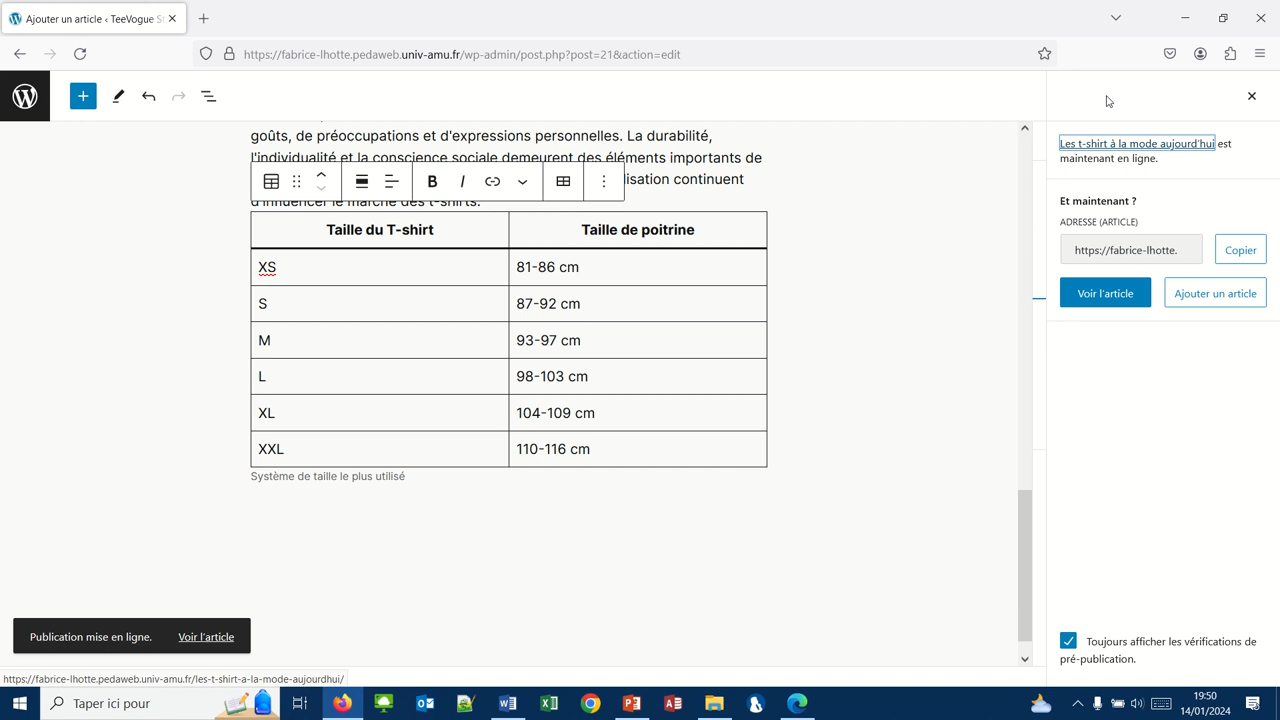 Ajouter un article ‹ TeeVogue S
https://fabrice-lhotte.pedaweb.univ-amu.fr/wp-admin/post.php?post=21&action=edit
goûts, de préoccupations et d'expressions personnelles. La durabilité,
l'individualité et la conscience sociale demeurent des éléments importants de
lisation continuent
d'influencer le marché des t-shirts.
Taille du T-shirt Taille de poitrine
XS 81-86 cm
S 87-92 cm
M 93-97 cm
L 98-103 cm
XL 104-109 cm
XXL 110-116 cm
Système de taille le plus utilisé
Les t-shirt à la mode aujourd'hui est
maintenant en ligne.
Et maintenant ?
ADRESSE (ARTICLE)
https://fabrice-lhotte. Copier
Voir l'article Ajouter un article
Toujours afficher les vérifications de
pré-publication.
Publication mise en ligne. Voir l'article
https://fabrice-lhotte.pedaweb.univ-amu.fr/les-t-shirt-a-la-mode-aujourdhui/
Taper ici pour
19:50
14/01/2024